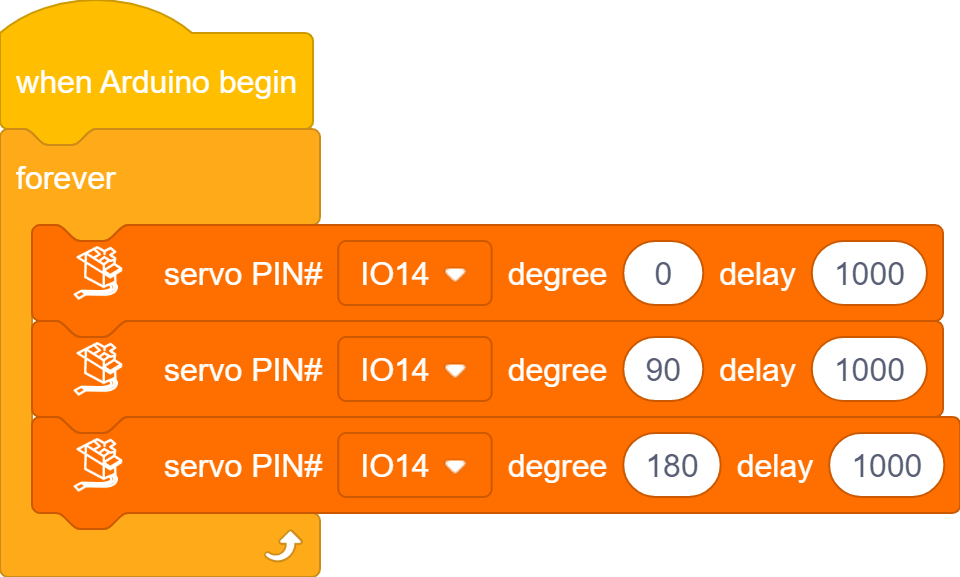 when Arduino begin
forever
servo PIN# IO14 degree 0 delay 1000
servo PIN# IO14 degree 90 delay 1000
servo PIN# IO14 degree 180 delay 1000